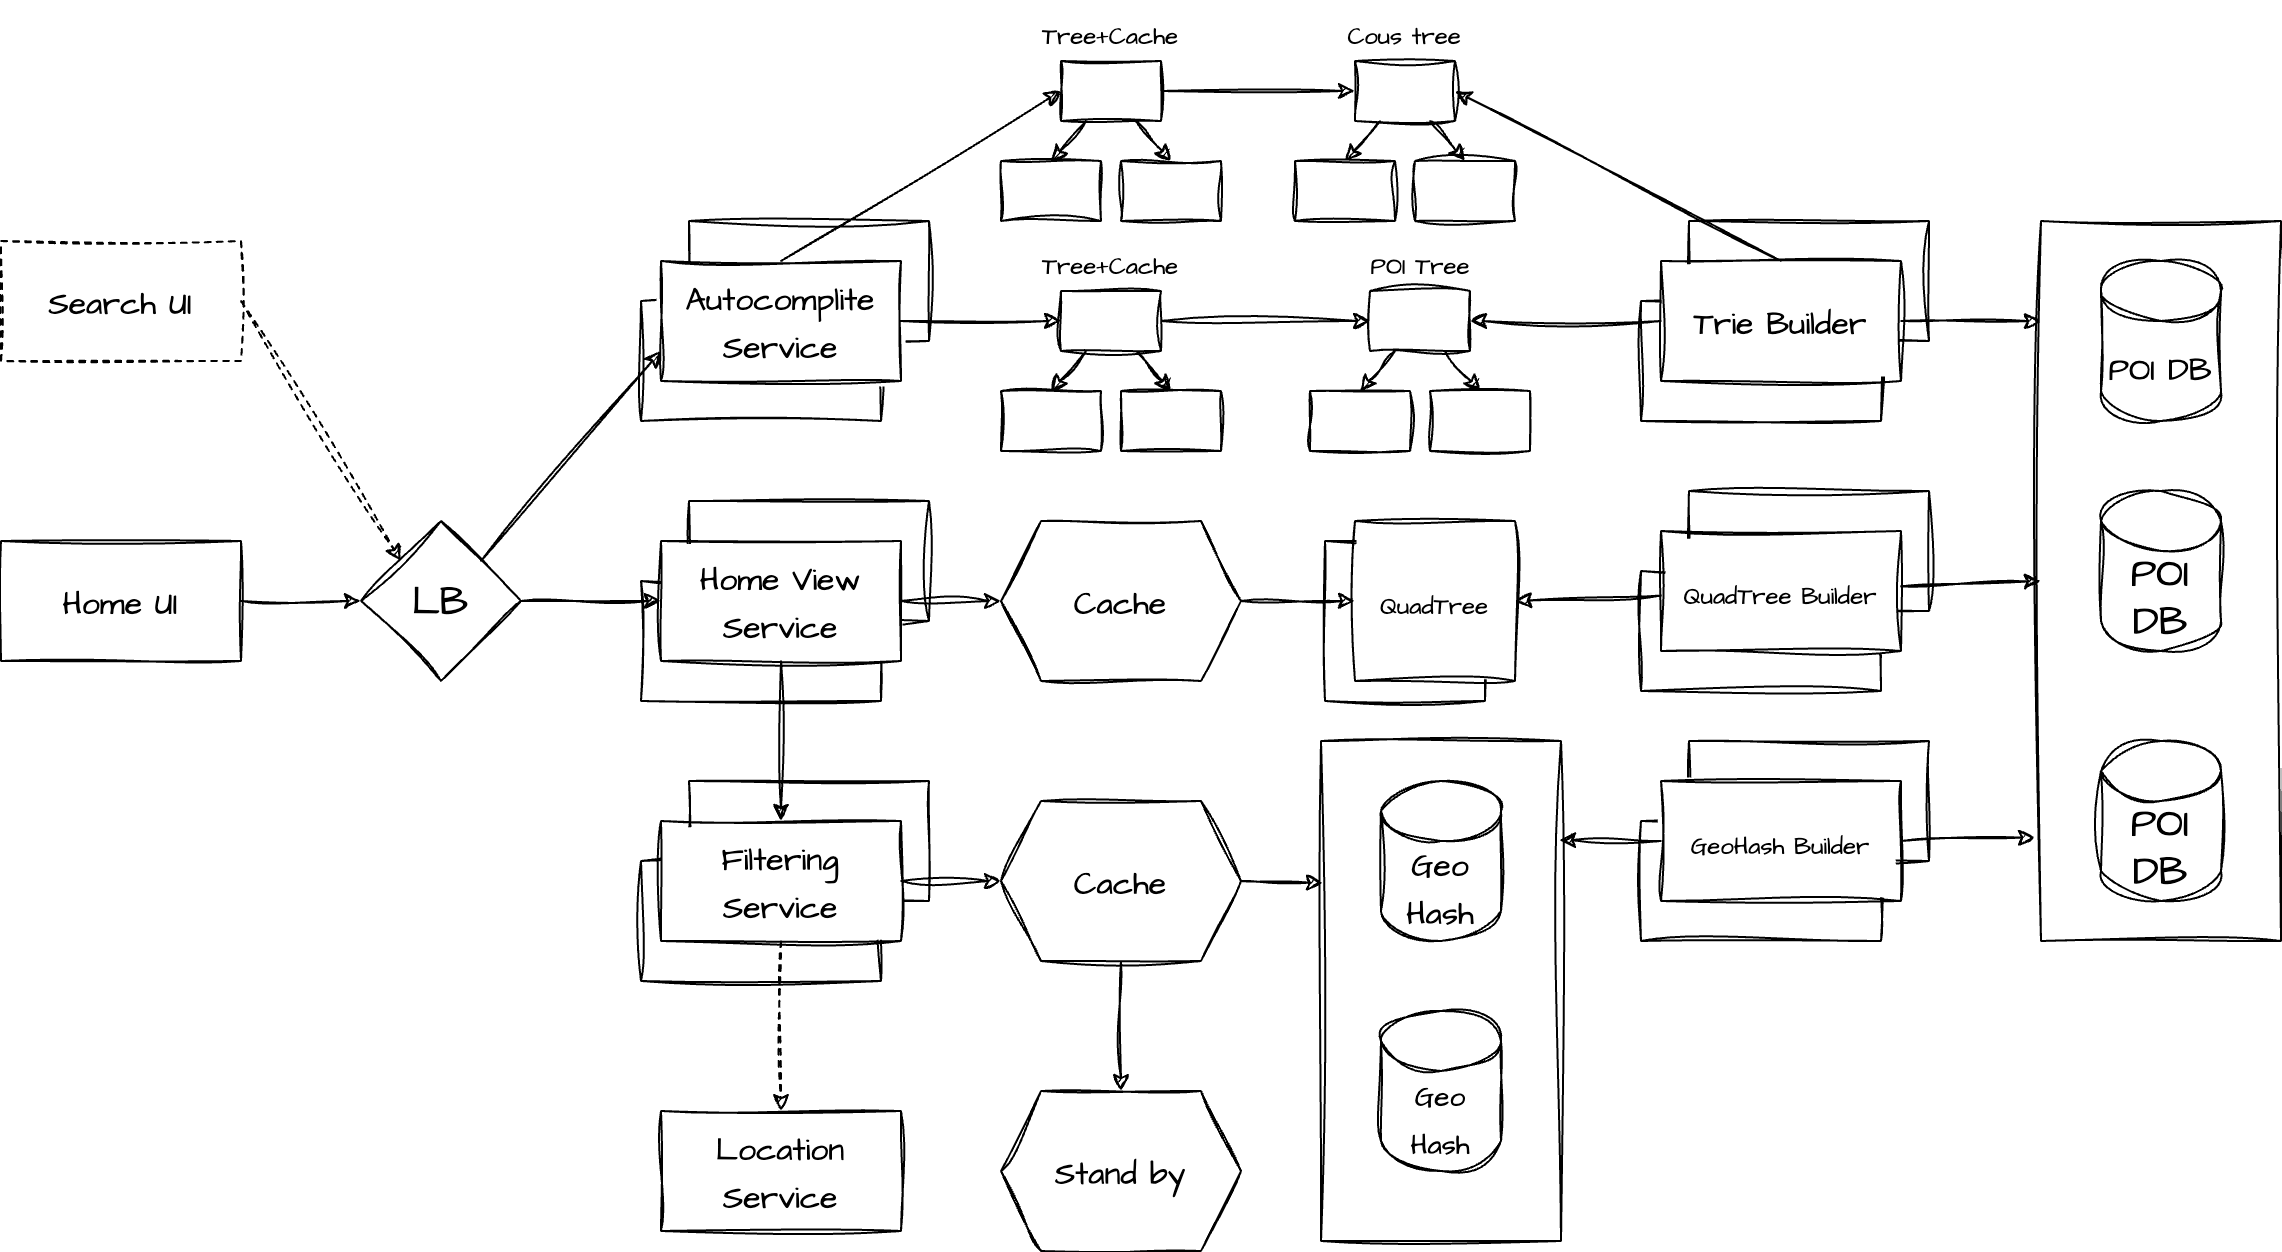 Tree+Cache
Cous tree
Search UI
Autocomplite
Service
Tree+Cache
POI Tree
Trie Builder
POI DB
Home UI
LB
Home View
Service
Cache
QuadTree
QuadTree Builder
POI
DB
Filtering
Service
Cache
Geo
Hash
GeoHash Builder
POI
DB
Location
Service
Stand by
Geo
Hash